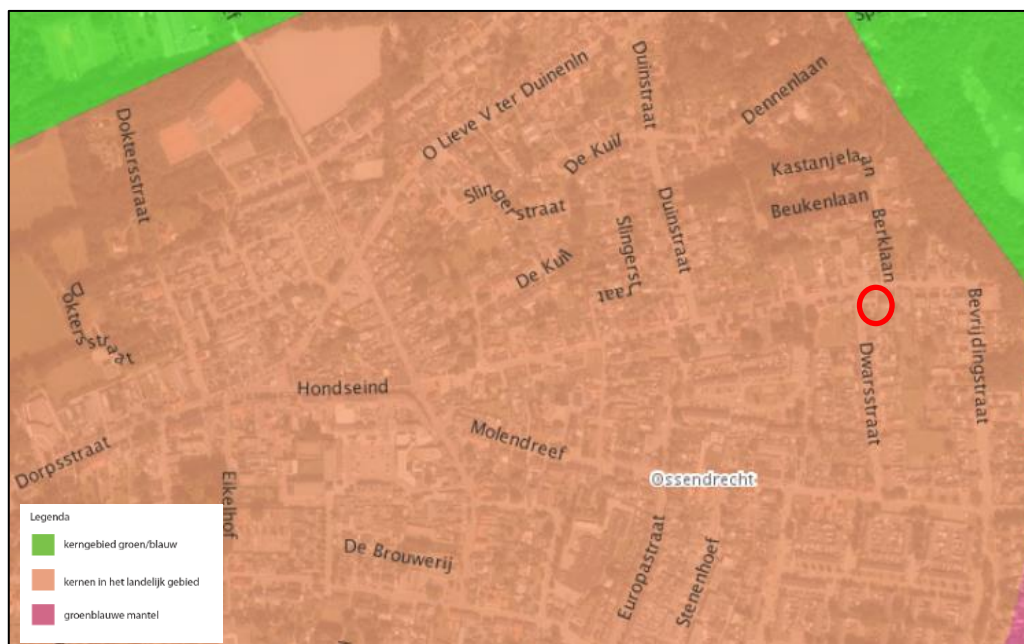 O Lieve V ter Duinenln
Duinstraat
Dennenlaan
Doktersstraat
De Kuil
Kastanjelaan
Slingerstraat
Beukenlaan
Duinstraat
Slingerstraat
Berklaan
De Kuil
Doktersstraat
Bevrijdingstraat
Dwarsstraat
Hondseind
Molendreef
Dorpsstraat
Ossendrecht
Eikelhof
Europastraat
Stenenhoef
De Brouwerij
Legenda
kerngebied groen/blauw
kernen in het landelijk gebied
groenblauwe mantel